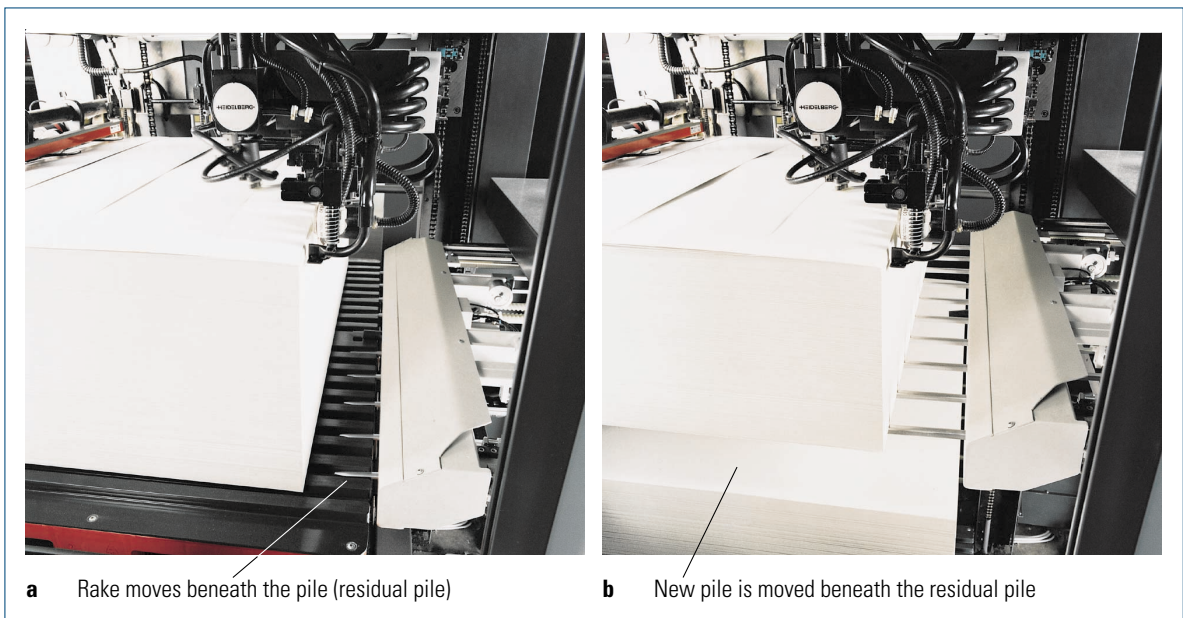 HEIDELBERG
HEIDELBERG
a Rake moves beneath the pile (residual pile)
b New pile is moved beneath the residual pile